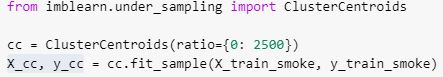 from imblearn.under_sampling import ClusterCentroids
cc = ClusterCentroids(ratio={0: 2500})
X_cc, y_cc = cc.fit_sample(X_train_smoke, y_train_smoke)